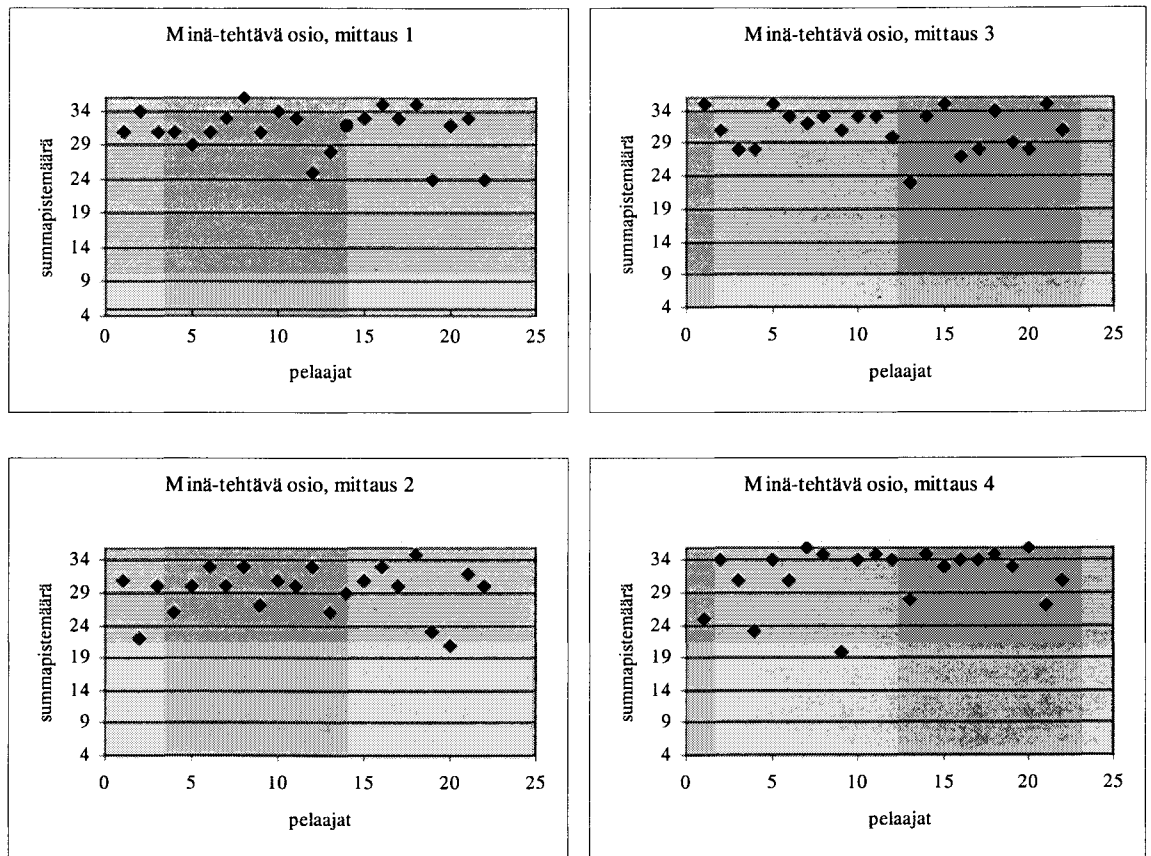 Minä-tehtävä osio, mittaus 1
summapistemäärä
34
29
24
19
14
9
4
0 5 10 15 20 25
pelaajat
Minä-tehtävä osio, mittaus 3
summapistemäärä
34
29
24
19
14
9
4
0 5 10 15 20 25
pelaajat
Minä-tehtävä osio, mittaus 2
summapistemäärä
34
29
24
19
14
9
4
0 5 10 15 20 25
pelaajat
Minä-tehtävä osio, mittaus 4
summapistemäärä
34
29
24
19
14
9
4
0 5 10 15 20 25
pelaajat